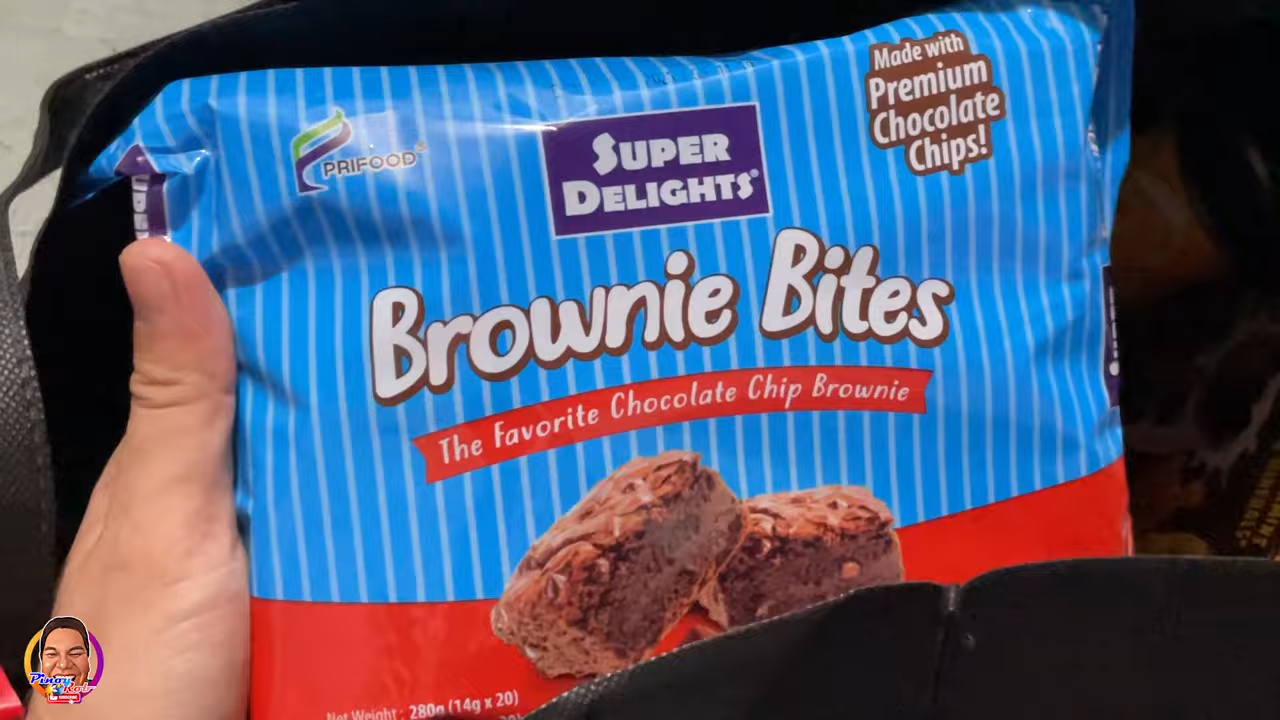 PRIFOOD®
SUPER
DELIGHTS®
Made with
Premium
Chocolate
Chips!
Brownie Bites
The Favorite Chocolate Chip Brownie
Net Weight : 280g (14g x 20)
Pinoy
Rob